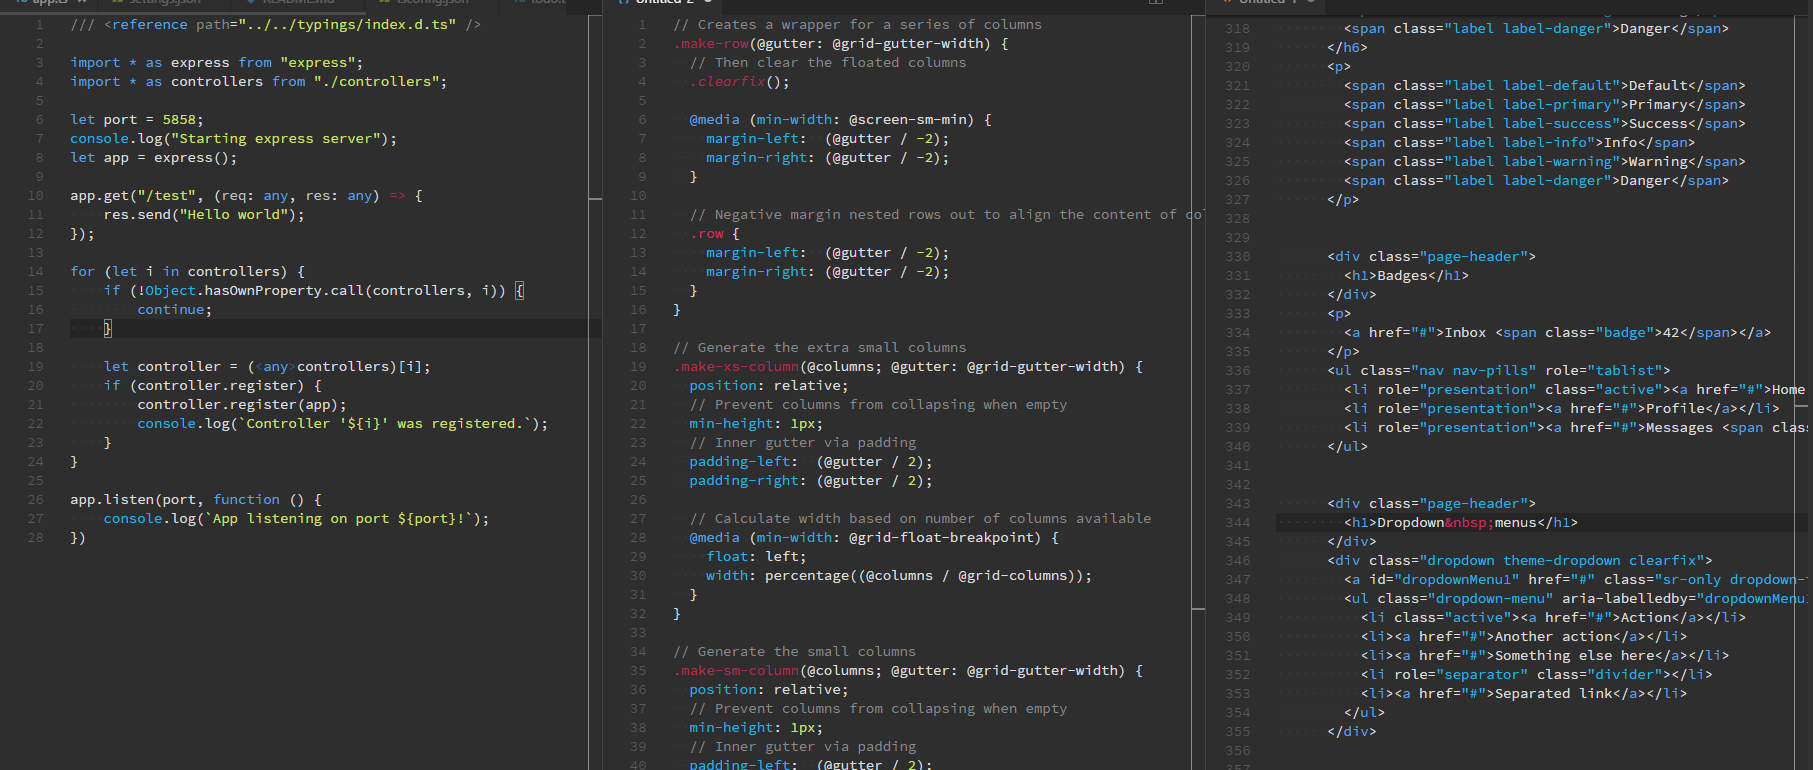 app.ts
settings.json
README.md
tsconfig.json
1 /// <reference path="../../typings/index.d.ts" />
2
3 import * as express from "express";
4 import * as controllers from "./controllers";
5
6 let port = 5858;
7 console.log("Starting express server");
8 let app = express();
9
10 app.get("/test", (req: any, res: any) => {
11     res.send("Hello world");
12 });
13
14 for (let i in controllers) {
15     if (!Object.hasOwnProperty.call(controllers, i)) {
16         continue;
17     }
18
19     let controller = (<any>controllers)[i];
20     if (controller.register) {
21         controller.register(app);
22         console.log(`Controller '${i}' was registered.`);
23     }
24 }
25
26 app.listen(port, function () {
27     console.log(`App listening on port ${port}!`);
28 })
Untitled-2
1 // Creates a wrapper for a series of columns
2 .make-row(@gutter: @grid-gutter-width) {
3   // Then clear the floated columns
4   .clearfix();
5
6   @media (min-width: @screen-sm-min) {
7     margin-left:  (@gutter / -2);
8     margin-right: (@gutter / -2);
9   }
10
11   // Negative margin nested rows out to align the content of co
12   .row {
13     margin-left:  (@gutter / -2);
14     margin-right: (@gutter / -2);
15   }
16 }
17
18 // Generate the extra small columns
19 .make-xs-column(@columns; @gutter: @grid-gutter-width) {
20   position: relative;
21   // Prevent columns from collapsing when empty
22   min-height: 1px;
23   // Inner gutter via padding
24   padding-left:  (@gutter / 2);
25   padding-right: (@gutter / 2);
26
27   // Calculate width based on number of columns available
28   @media (min-width: @grid-float-breakpoint) {
29     float: left;
30     width: percentage((@columns / @grid-columns));
31   }
32 }
33
34 // Generate the small columns
35 .make-sm-column(@columns; @gutter: @grid-gutter-width) {
36   position: relative;
37   // Prevent columns from collapsing when empty
38   min-height: 1px;
39   // Inner gutter via padding
40   padding-left:  (@gutter / 2);
Untitled-1
318 <span class="label label-danger">Danger</span>
319 </h6>
320 <p>
321   <span class="label label-default">Default</span>
322   <span class="label label-primary">Primary</span>
323   <span class="label label-success">Success</span>
324   <span class="label label-info">Info</span>
325   <span class="label label-warning">Warning</span>
326   <span class="label label-danger">Danger</span>
327 </p>
328
329
330 <div class="page-header">
331   <h1>Badges</h1>
332 </div>
333 <p>
334   <a href="#">Inbox <span class="badge">42</span></a>
335 </p>
336 <ul class="nav nav-pills" role="tablist">
337   <li role="presentation" class="active"><a href="#">Home
338   <li role="presentation"><a href="#">Profile</a></li>
339   <li role="presentation"><a href="#">Messages <span clas
340 </ul>
341
342
343 <div class="page-header">
344   <h1>Dropdown&nbsp;menus</h1>
345 </div>
346 <div class="dropdown theme-dropdown clearfix">
347   <a id="dropdownMenu1" href="#" class="sr-only dropdown-
348   <ul class="dropdown-menu" aria-labelledby="dropdownMenu
349     <li class="active"><a href="#">Action</a></li>
350     <li><a href="#">Another action</a></li>
351     <li><a href="#">Something else here</a></li>
352     <li role="separator" class="divider"></li>
353     <li><a href="#">Separated link</a></li>
354   </ul>
355 </div>
356
357